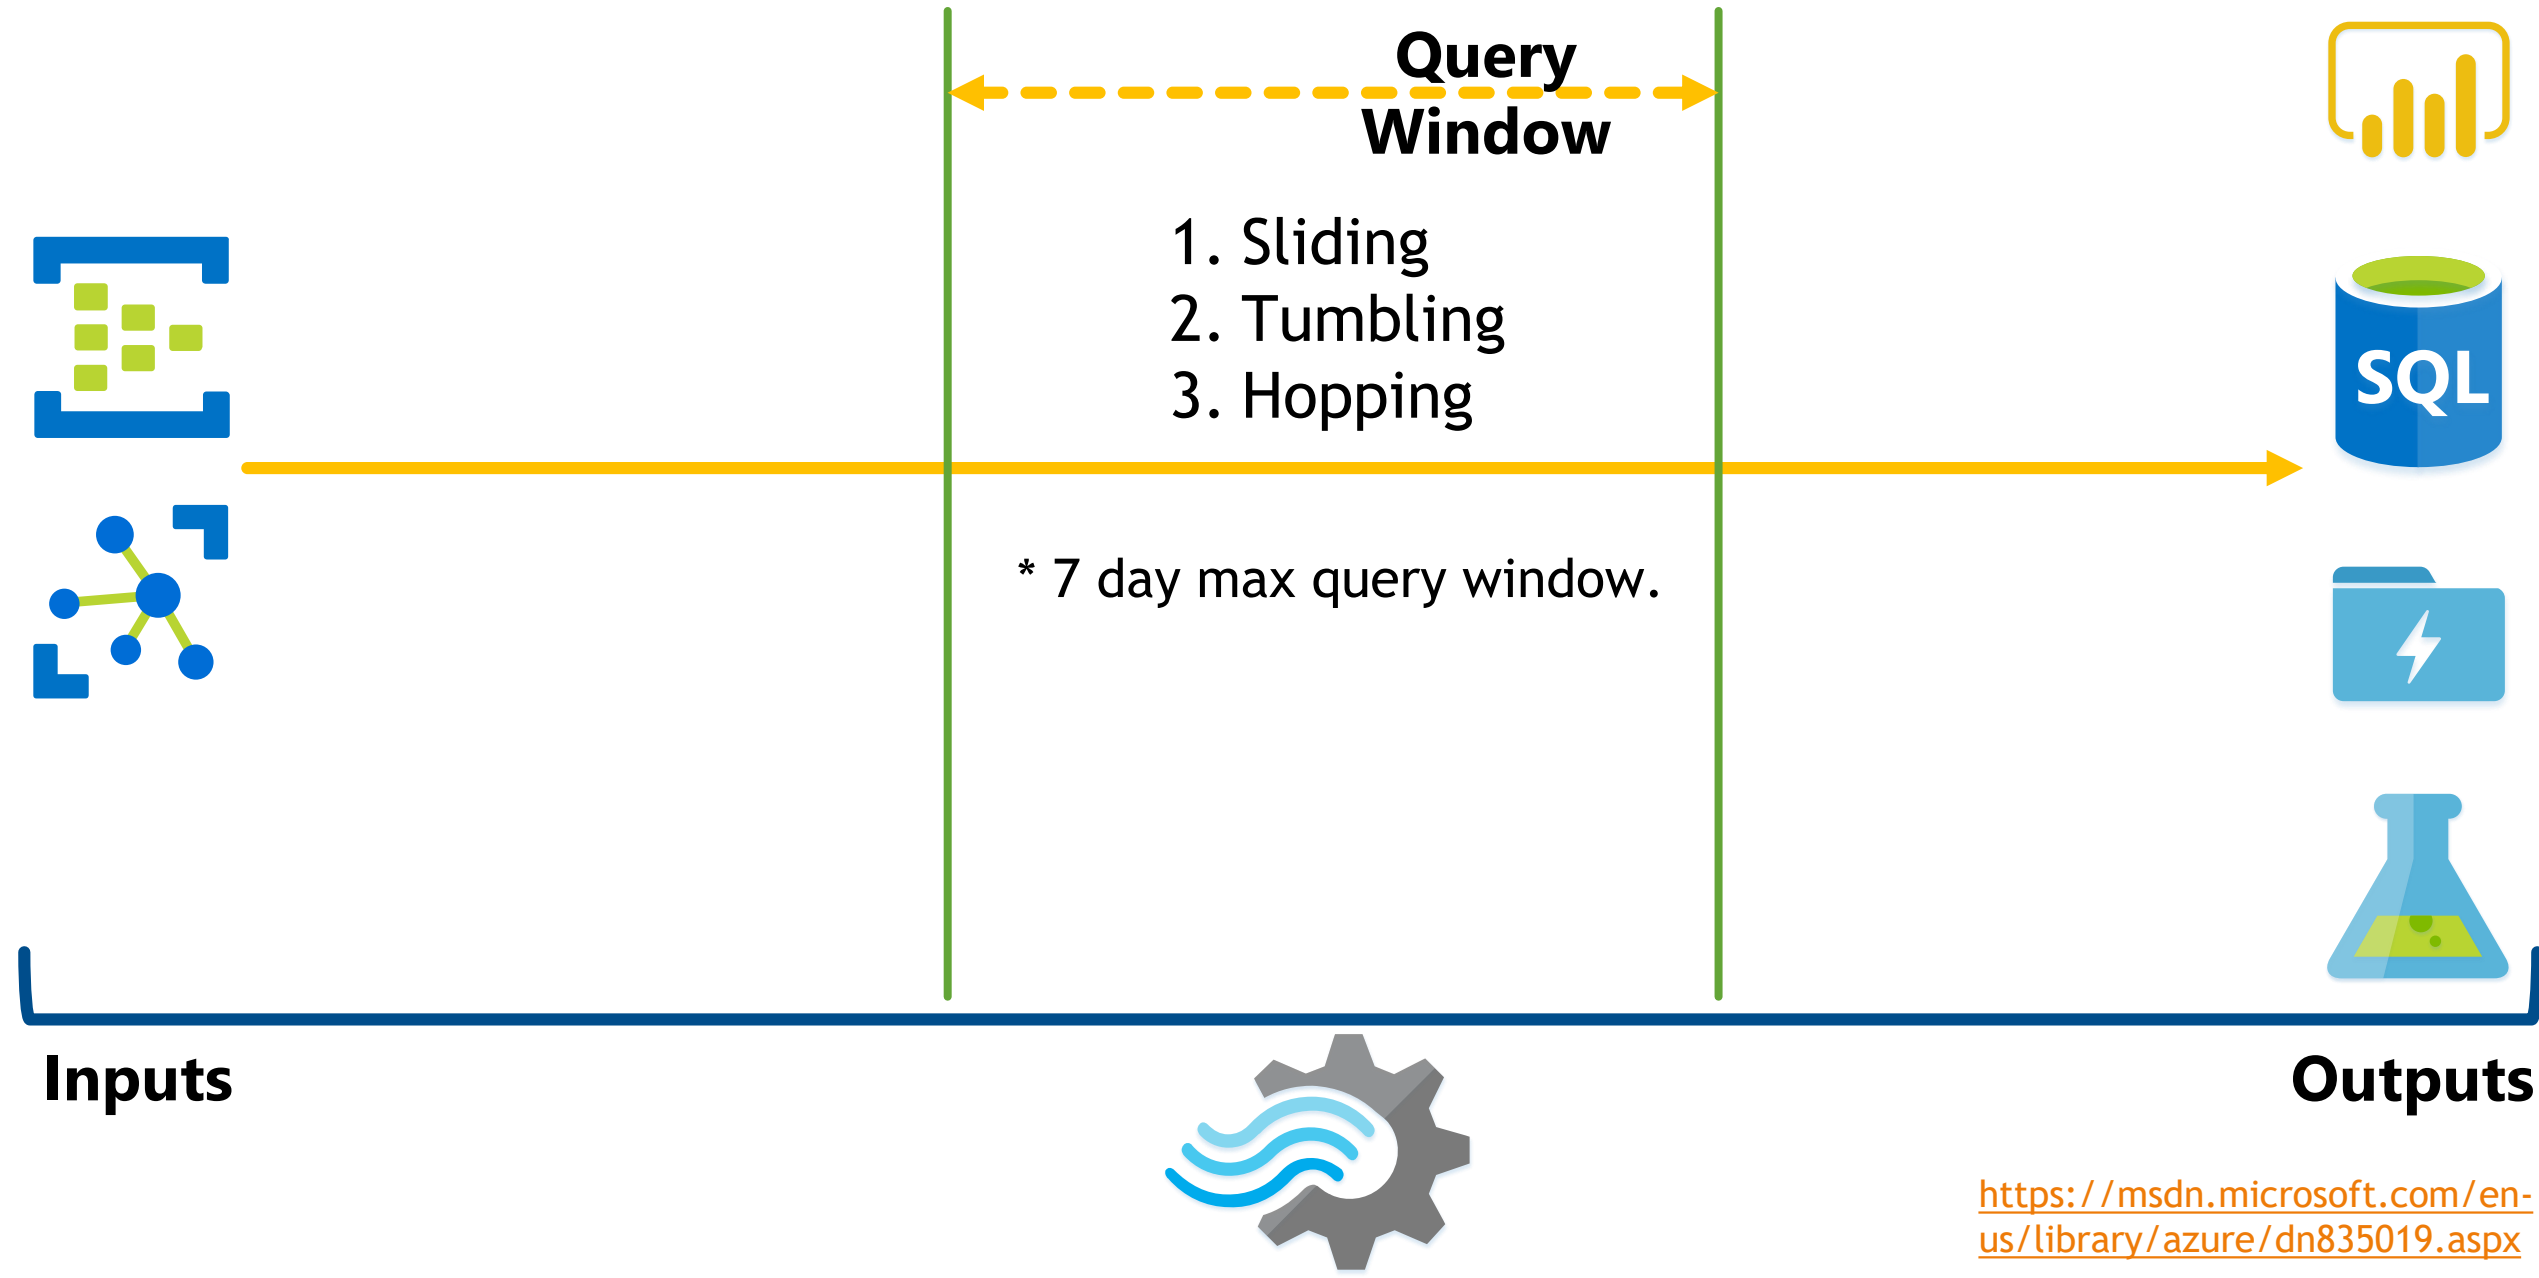 Query
Window
1. Sliding
2. Tumbling
3. Hopping
SQL
* 7 day max query window.
Inputs
Outputs
https://msdn.microsoft.com/en-
us/library/azure/dn835019.aspx